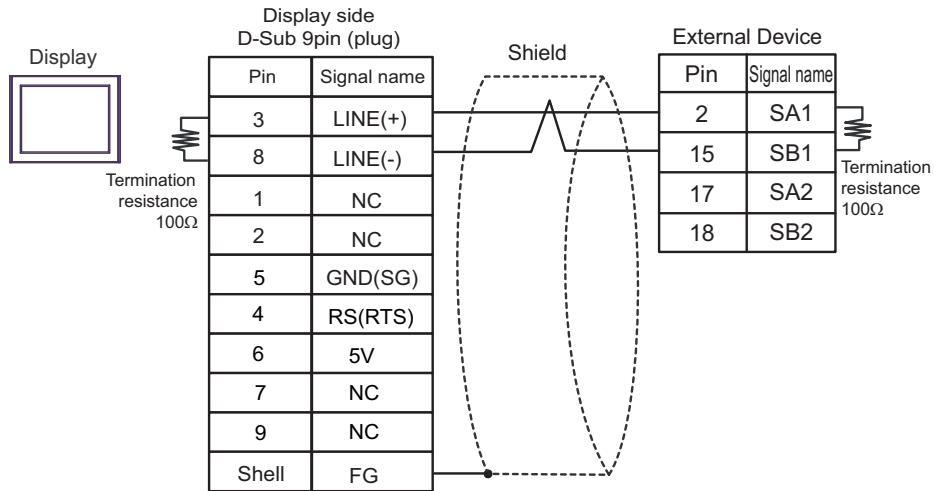 Display side
D-Sub 9pin (plug)
Display
Shield
External Device
Pin Signal name
3 LINE(+)
8 LINE(-)
1 NC
2 NC
5 GND(SG)
4 RS(RTS)
6 5V
7 NC
9 NC
Shell FG
Termination
resistance
100Ω
Pin Signal name
2 SA1
15 SB1
17 SA2
18 SB2
Termination
resistance
100Ω